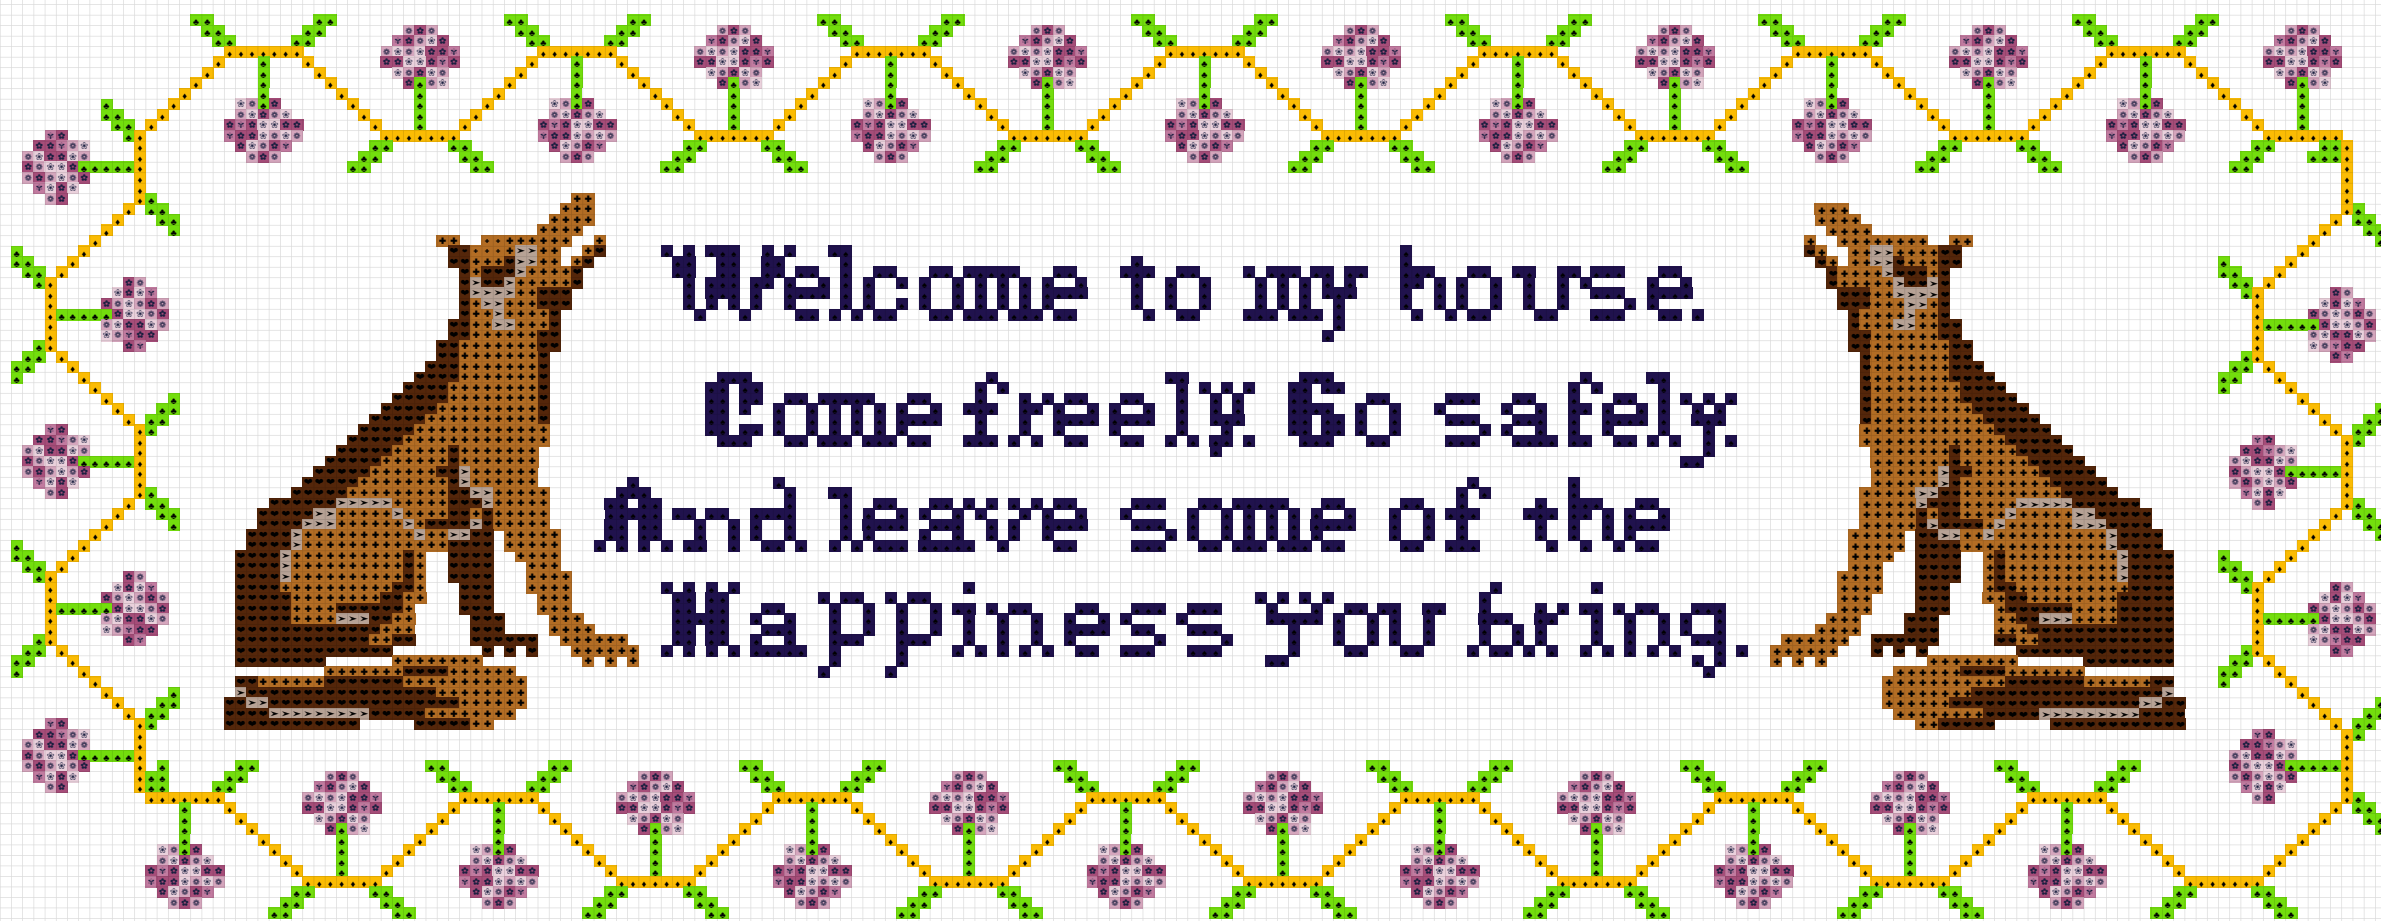 Welcome to my house.
Come freely Go safely
And leave some of the
Happiness You bring.